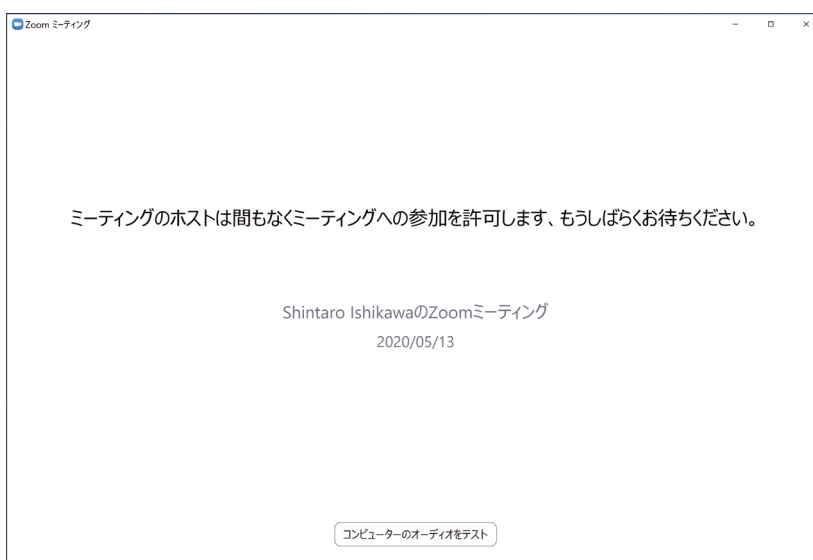 Zoom ミーティング
ミーティングのホストは間もなくミーティングへの参加を許可します、もうしばらくお待ちください。
Shintaro IshikawaのZoomミーティング
2020/05/13
コンピューターのオーディオをテスト